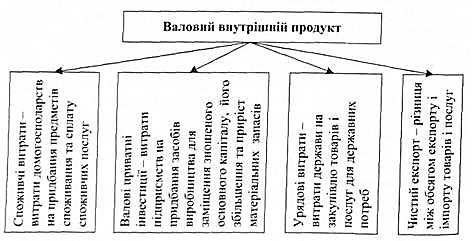 Валовий внутрішній продукт
Споживчі витрати –
витрати домогосподарств
на придбання предметів
споживання та оплату
споживчих послуг
Валові приватні
інвестиції – витрати
підприємств на
придбання засобів
виробництва для
заміщення зношеного
основного капіталу, його
збільшення та приріст
матеріальних запасів
Урядові витрати –
витрати держави на
закупівлю товарів і
послуг для державних
потреб
Чистий експорт – різниця
між обсягом експорту і
імпорту товарів і послуг